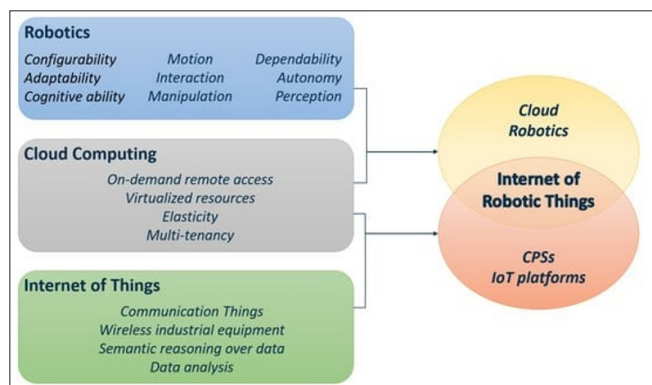 Robotics
Configurability Motion Dependability
Adaptability Interaction Autonomy
Cognitive ability Manipulation Perception
Cloud Computing
On-demand remote access
Virtualized resources
Elasticity
Multi-tenancy
Internet of Things
Communication Things
Wireless industrial equipment
Semantic reasoning over data
Data analysis
Cloud
Robotics
Internet of
Robotic Things
CPSs
IoT platforms